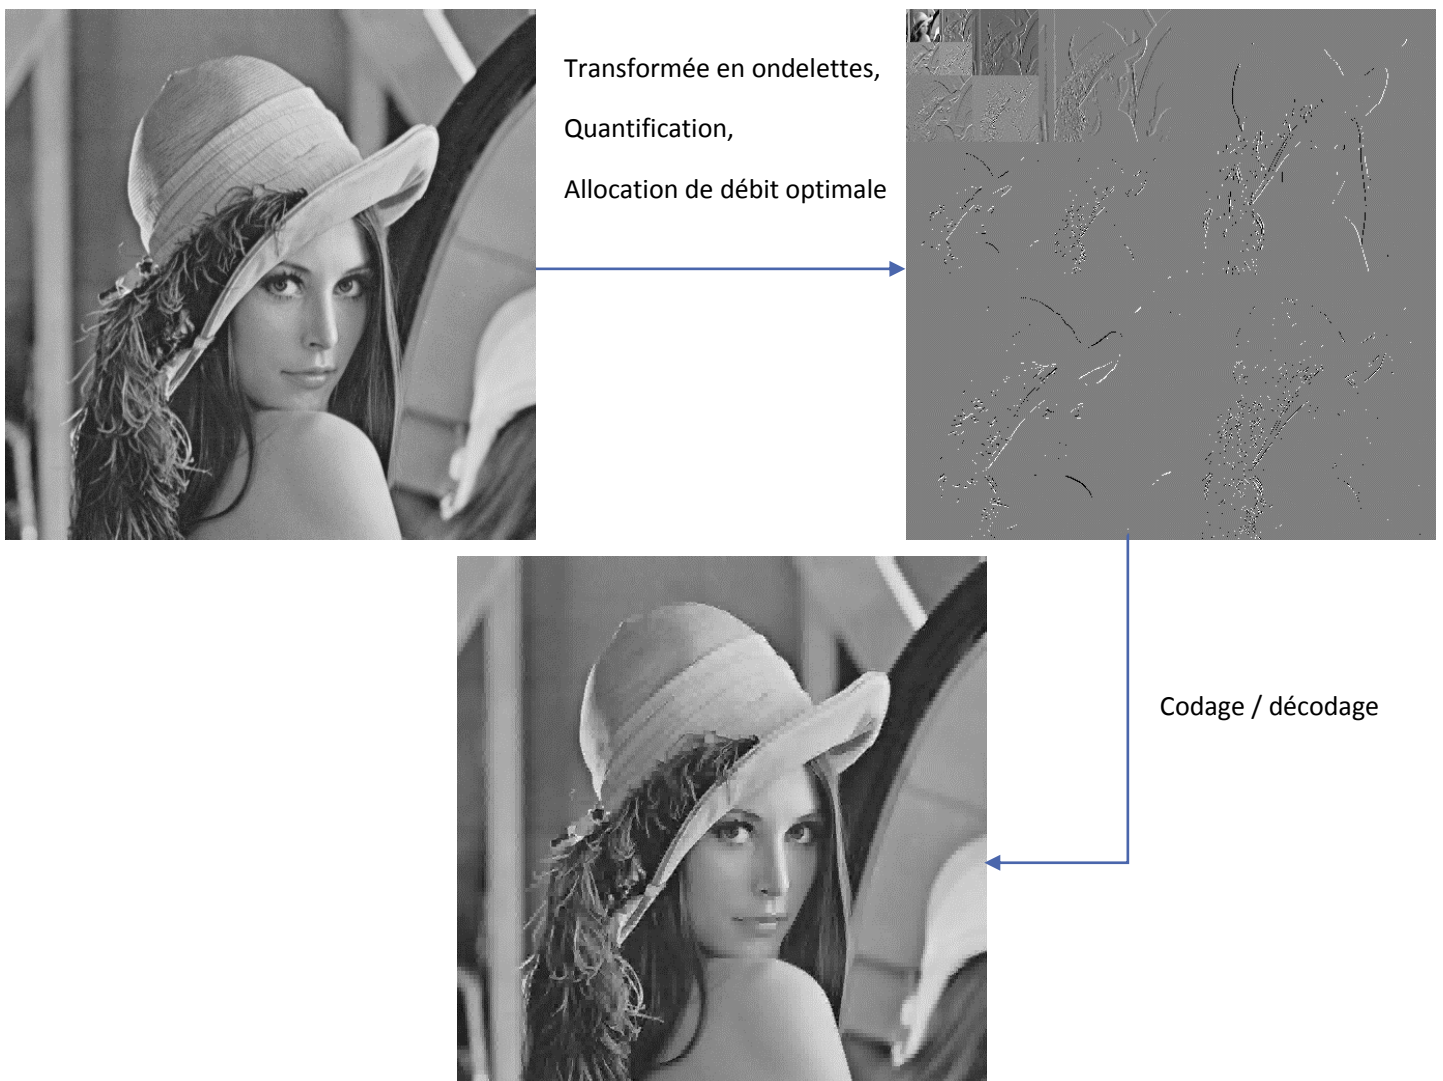 Transformée en ondelettes,
Quantification,
Allocation de débit optimale
Codage / décodage